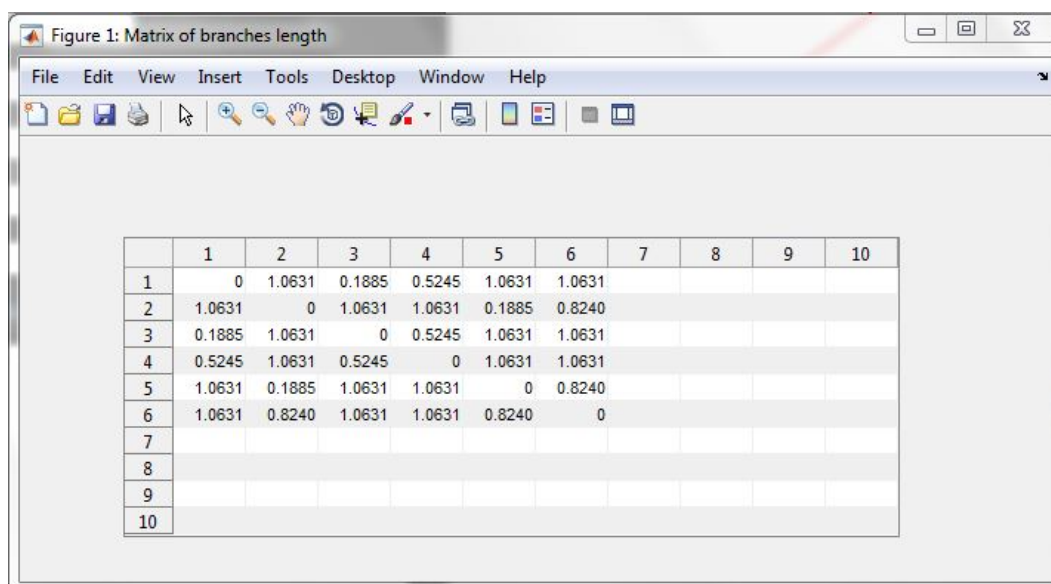 Figure 1: Matrix of branches length
File Edit View Insert Tools Desktop Window Help
1 2 3 4 5 6 7 8 9 10
1 0 1.0631 0.1885 0.5245 1.0631 1.0631
2 1.0631 0 1.0631 1.0631 0.1885 0.8240
3 0.1885 1.0631 0 0.5245 1.0631 1.0631
4 0.5245 1.0631 0.5245 0 1.0631 1.0631
5 1.0631 0.1885 1.0631 1.0631 0 0.8240
6 1.0631 0.8240 1.0631 1.0631 0.8240 0
7
8
9
10